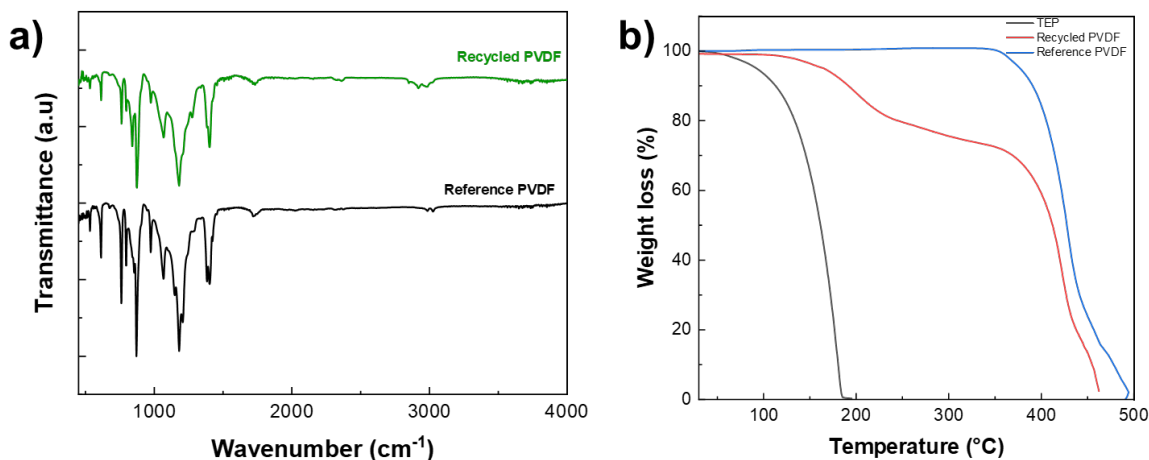 a)
Recycled PVDF
Reference PVDF
Transmittance (a.u)
1000
2000
3000
4000
Wavenumber (cm⁻¹)
b)
TEP
Recycled PVDF
Reference PVDF
100
80
60
40
20
0
Weight loss (%)
100
200
300
400
500
Temperature (°C)